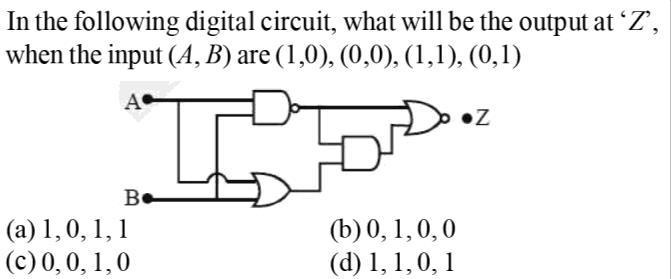 In the following digital circuit, what will be the output at ‘Z’,
when the input (A, B) are (1,0), (0,0), (1,1), (0,1)
A
Z
B
(a) 1, 0, 1, 1
(b) 0, 1, 0, 0
(c) 0, 0, 1, 0
(d) 1, 1, 0, 1